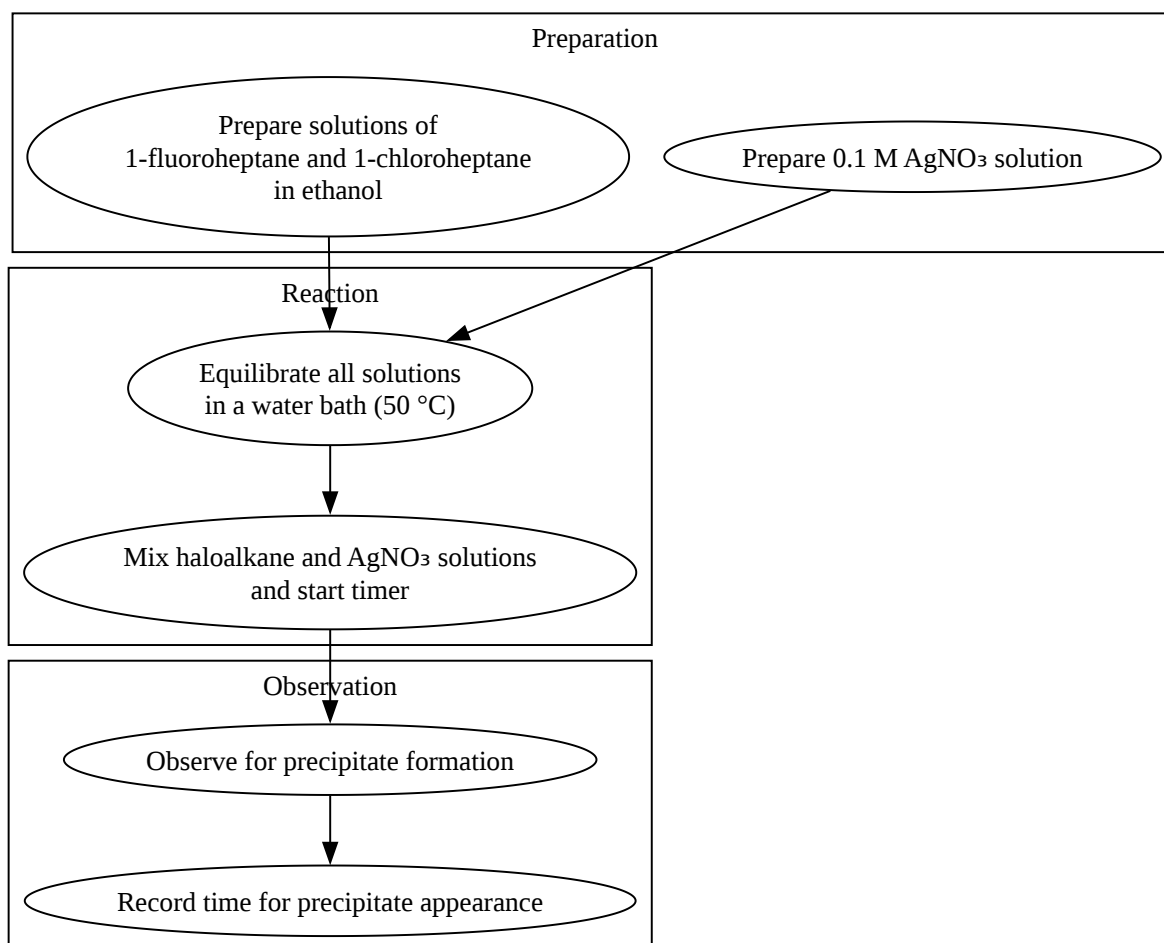 Preparation
Prepare solutions of
1-fluoroheptane and 1-chloroheptane
in ethanol
Prepare 0.1 M AgNO₃ solution
Reaction
Equilibrate all solutions
in a water bath (50 °C)
Mix haloalkane and AgNO₃ solutions
and start timer
Observation
Observe for precipitate formation
Record time for precipitate appearance